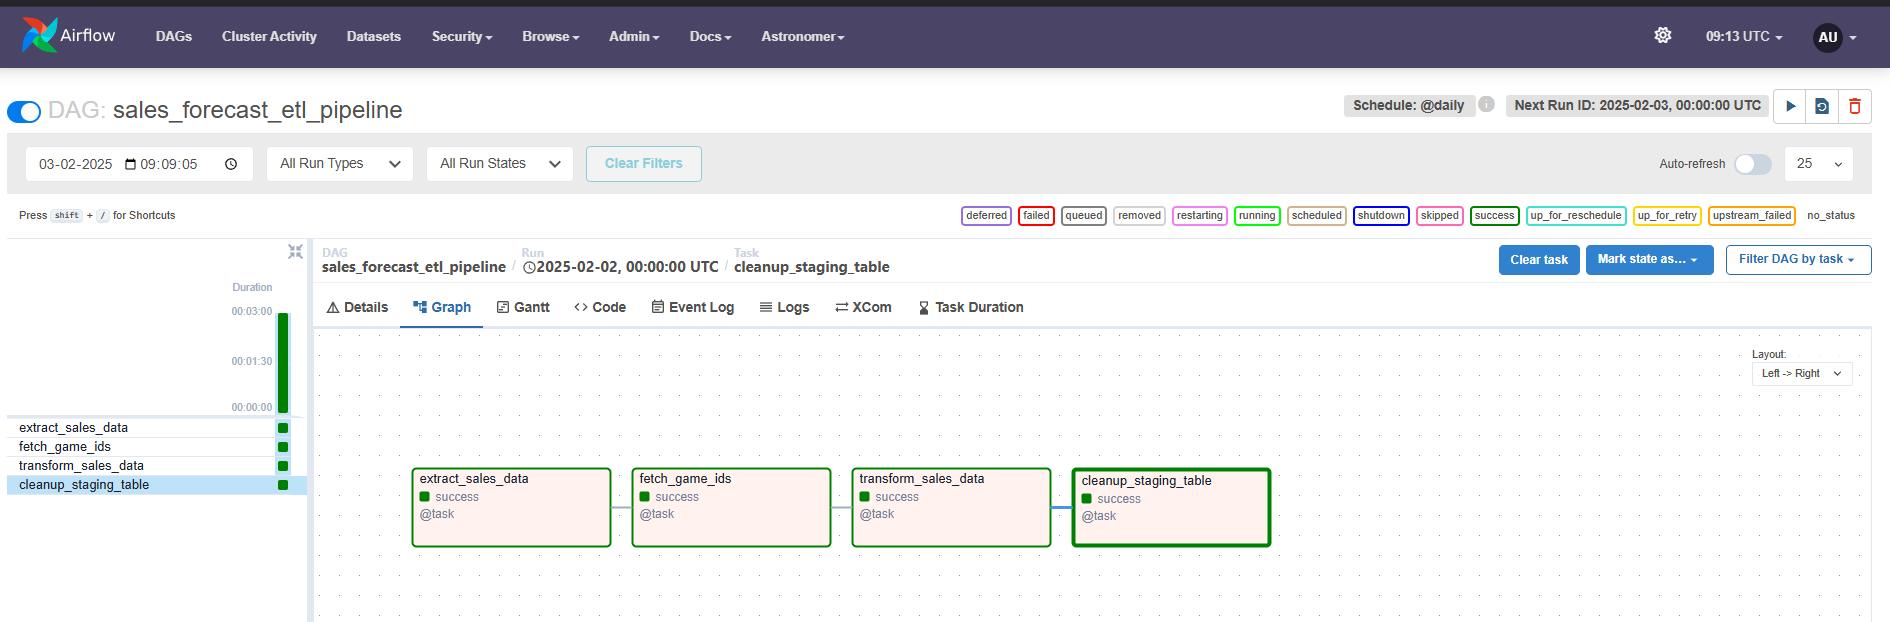 Airflow DAGs Cluster Activity Datasets Security Browse Admin Docs Astronomer 09:13 UTC AU
DAG: sales_forecast_etl_pipeline Schedule: @daily i Next Run ID: 2025-02-03, 00:00:00 UTC
03-02-2025 09:09:05 All Run Types All Run States Clear Filters Auto-refresh 25
Press shift + / for Shortcuts deferred failed queued removed restarting running scheduled shutdown skipped success up_for_reschedule up_for_retry upstream_failed no_status
DAG Run Task
sales_forecast_etl_pipeline / 2025-02-02, 00:00:00 UTC / cleanup_staging_table Clear task Mark state as... Filter DAG by task
Details Graph Gantt Code Event Log Logs XCom Task Duration
Duration
00:03:00
00:01:30
00:00:00
extract_sales_data
fetch_game_ids
transform_sales_data
cleanup_staging_table
Layout:
Left -> Right
extract_sales_data
success
@task
fetch_game_ids
success
@task
transform_sales_data
success
@task
cleanup_staging_table
success
@task